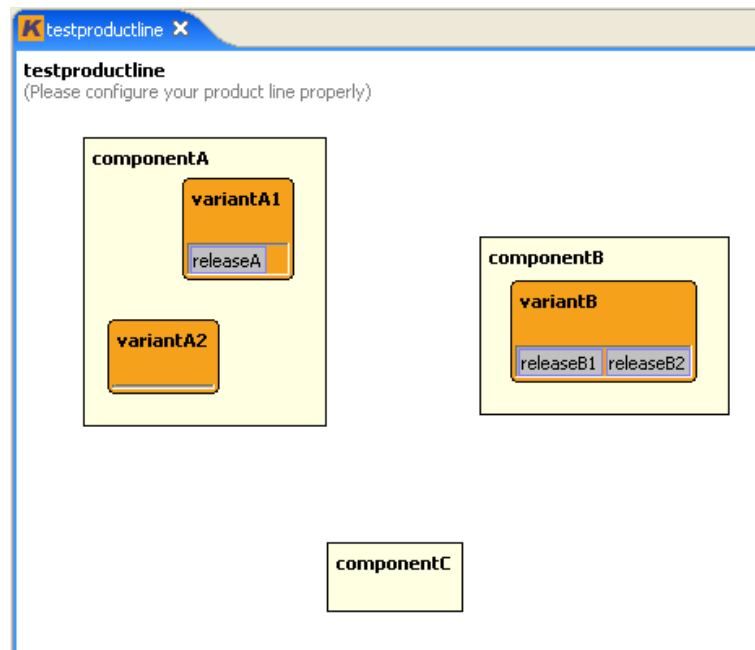 K testproductline
testproductline
(Please configure your product line properly)
componentA
variantA1
releaseA
variantA2
componentB
variantB
releaseB1 releaseB2
componentC